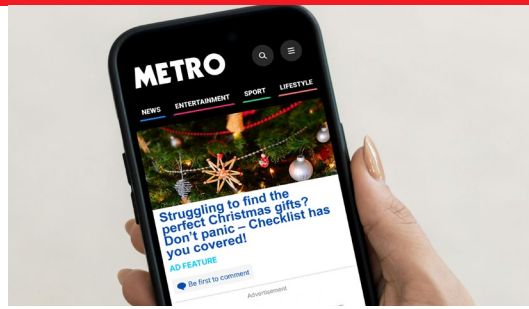 METRO
NEWS ENTERTAINMENT SPORT LIFESTYLE
Struggling to find the
perfect Christmas gifts?
Don't panic – Checklist has
you covered!
AD FEATURE
Be first to comment
Advertisement